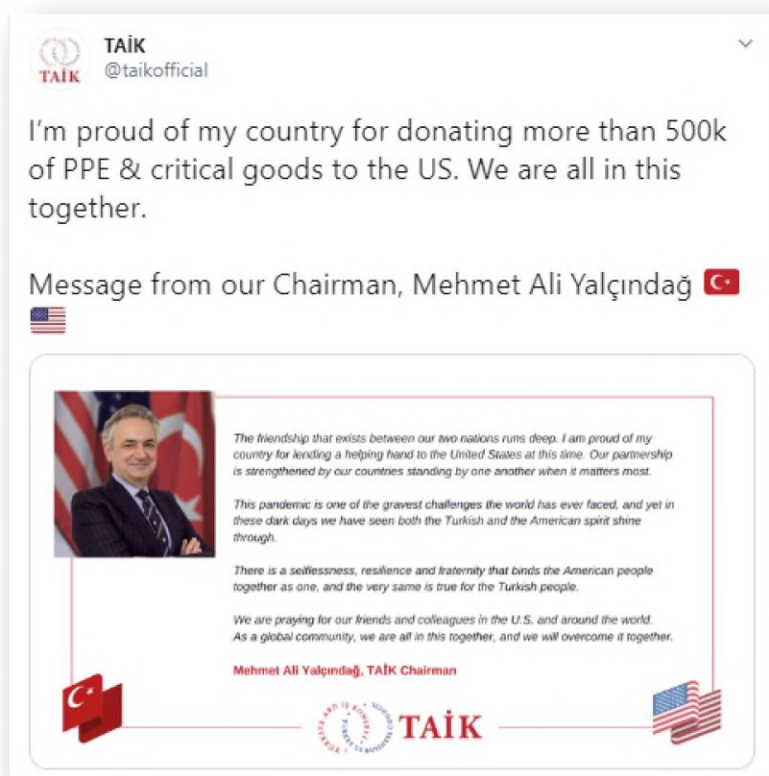 TAİK
@taikofficial
I'm proud of my country for donating more than 500k
of PPE & critical goods to the US. We are all in this
together.
Message from our Chairman, Mehmet Ali Yalçındağ 🇹🇷
🇺🇸
The friendship that exists between our two nations runs deep. I am proud of my
country for lending a helping hand to the United States at this time. Our partnership
is strengthened by our countries standing by one another when it matters most.
This pandemic is one of the gravest challenges the world has ever faced, and yet in
these dark days we have seen both the Turkish and the American spirit shine
through.
There is a selflessness, resilience and fraternity that binds the American people
together as one, and the very same is true for the Turkish people.
We are praying for our friends and colleagues in the U.S. and around the world.
As a global community, we are all in this together, and we will overcome it together.
Mehmet Ali Yalçındağ, TAİK Chairman
TAİK